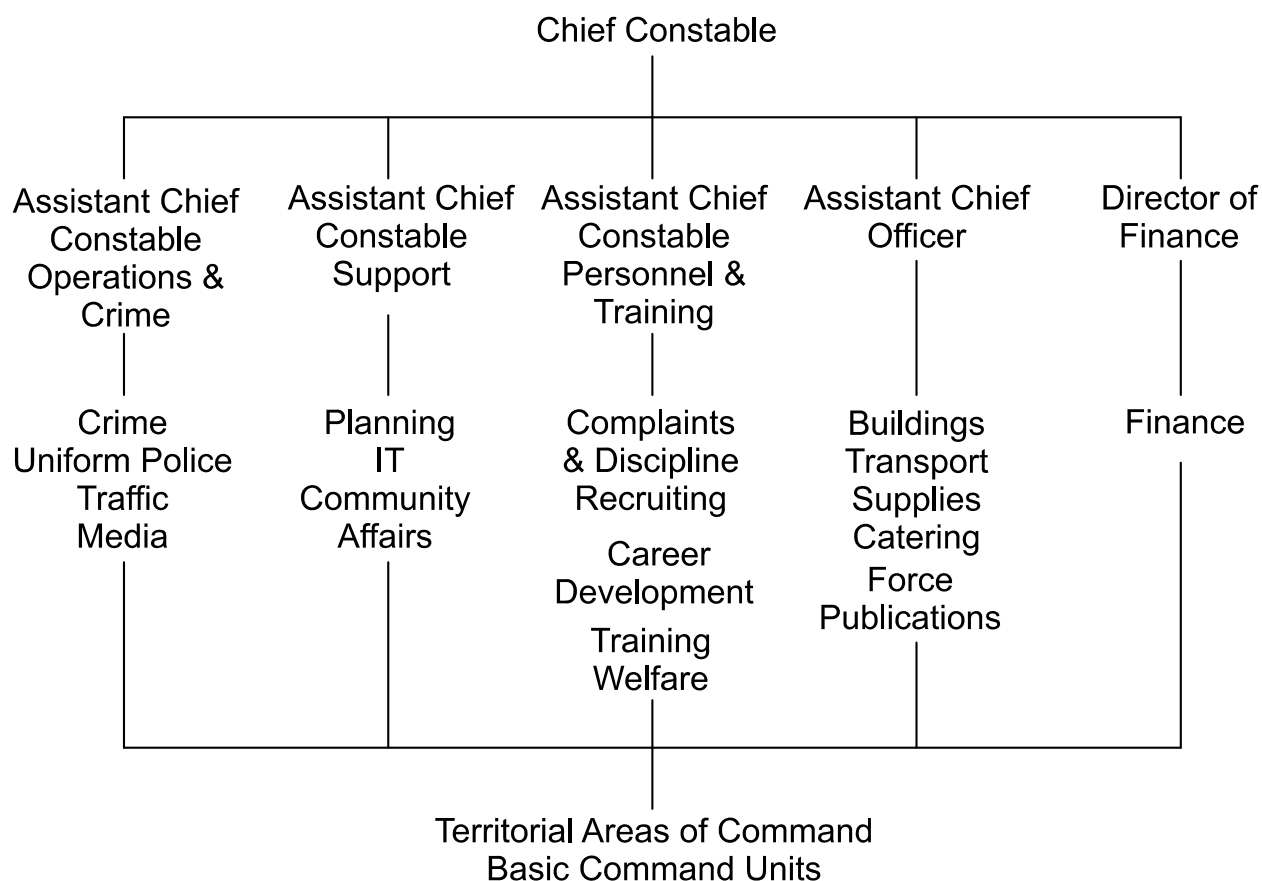 Chief Constable
Assistant Chief
Constable
Operations &
Crime
Assistant Chief
Constable
Support
Assistant Chief
Constable
Personnel &
Training
Assistant Chief
Officer
Director of
Finance
Crime
Uniform Police
Traffic
Media
Planning
IT
Community
Affairs
Complaints
& Discipline
Recruiting
Career
Development
Training
Welfare
Buildings
Transport
Supplies
Catering
Force
Publications
Finance
Territorial Areas of Command
Basic Command Units